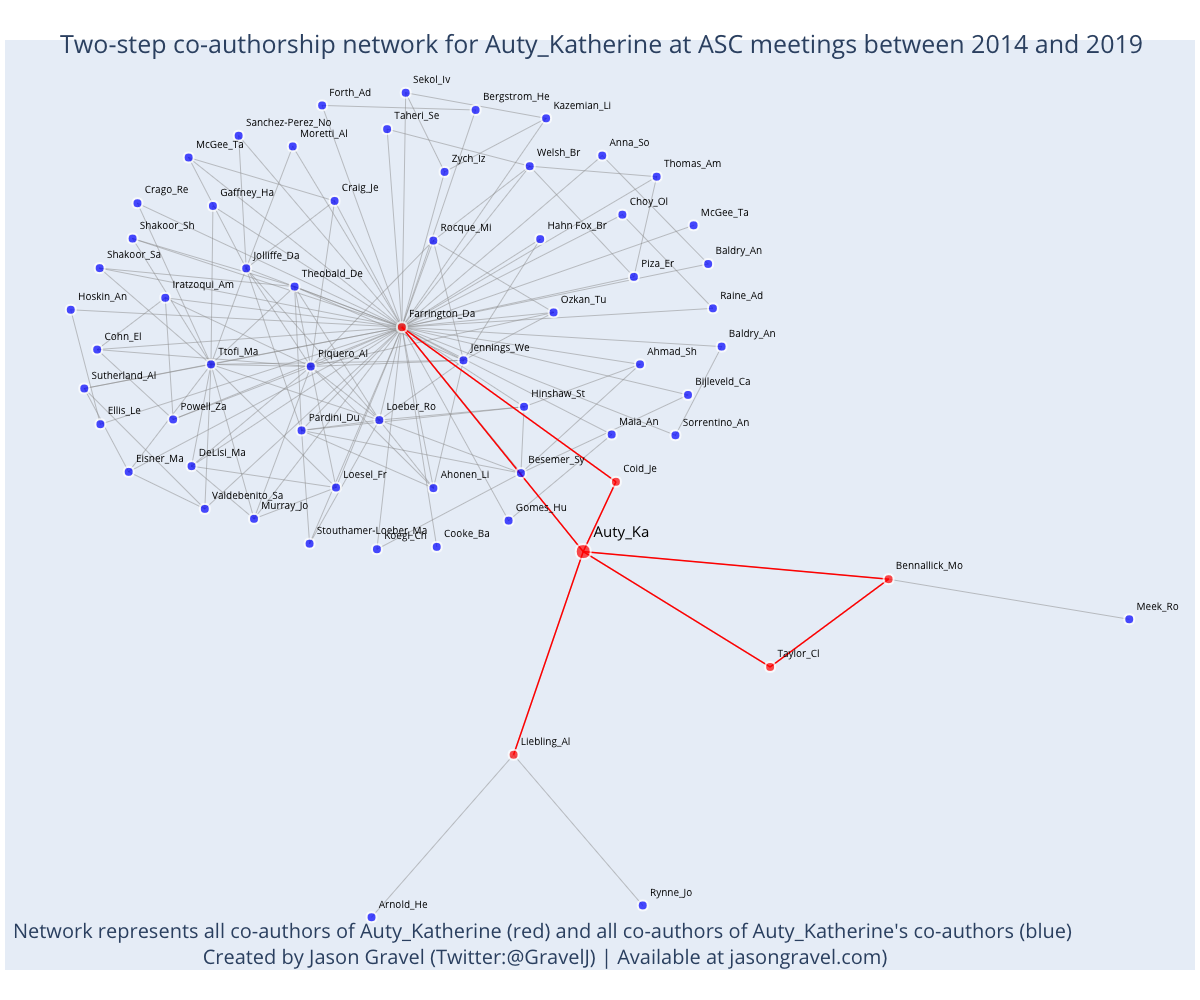 Two-step co-authorship network for Auty_Katherine at ASC meetings between 2014 and 2019
Sekol_Iv
Forth_Ad
Bergstrom_He
Kazemian_Li
Taheri_Se
Sanchez-Perez_No
Moretti_Al
McGee_Ta
Anna_So
Welsh_Br
Zych_Iz
Thomas_Am
Crago_Re
Gaffney_Ha
Craig_Je
Choy_Ol
Shakoor_Sh
Rocque_Mi
Hahn Fox_Br
McGee_Ta
Shakoor_Sa
Jolliffe_Da
Baldry_An
Theobald_De
Piza_Er
Iratzoqui_Am
Hoskin_An
Ozkan_Tu
Raine_Ad
Farrington_Da
Cohn_El
Baldry_An
Ttofi_Ma
Piquero_Al
Jennings_We
Ahmad_Sh
Sutherland_Al
Bijleveld_Ca
Hinshaw_St
Ellis_Le
Powell_Za
Pardini_Du
Loeber_Ro
Maia_An
Sorrentino_An
Eisner_Ma
DeLisi_Ma
Besemer_Sy
Loesel_Fr
Ahonen_Li
Coid_Je
Valdebenito_Sa
Murray_Jo
Gomes_Hu
Stouthamer-Loeber_Ma
Koegl_Ch
Cooke_Ba
Auty_Ka
Bennallick_Mo
Meek_Ro
Taylor_Cl
Liebling_Al
Rynne_Jo
Arnold_He
Network represents all co-authors of Auty_Katherine (red) and all co-authors of Auty_Katherine's co-authors (blue)
Created by Jason Gravel (Twitter:@GravelJ) | Available at jasongravel.com)